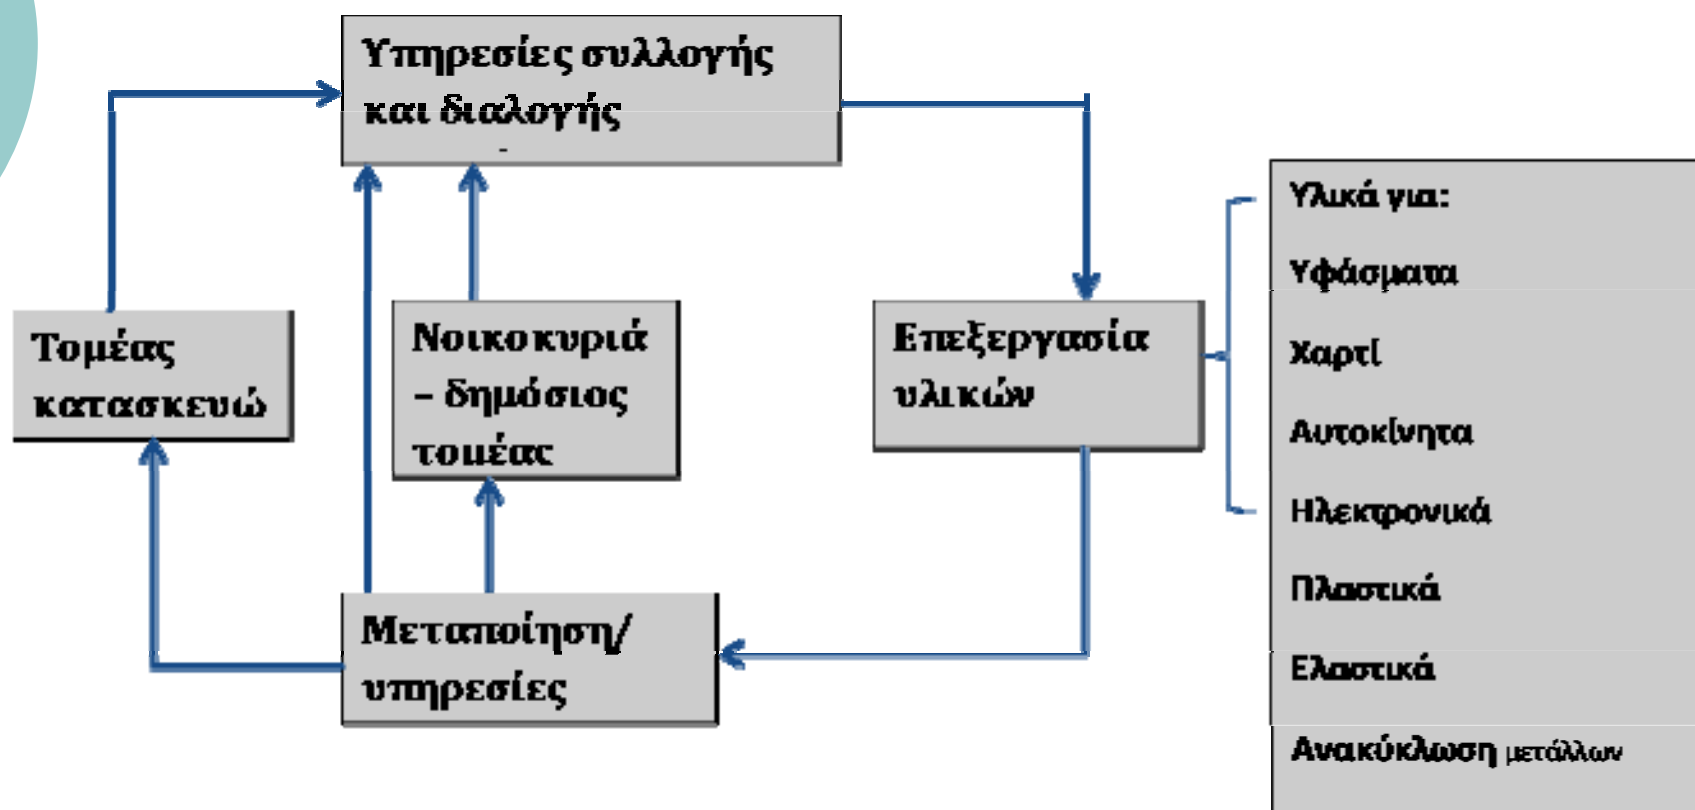 Υπηρεσίες συλλογής
και διαλογής
-
Τομέας
κατασκευώ
Νοικοκυριά
– δημόσιος
τομέας
Επεξεργασία
υλικών
Μεταποίηση/
υπηρεσίες
Υλικά για:
Υφάσματα
Χαρτί
Αυτοκίνητα
Ηλεκτρονικά
Πλαστικά
Ελαστικά
Ανακύκλωση μετάλλων